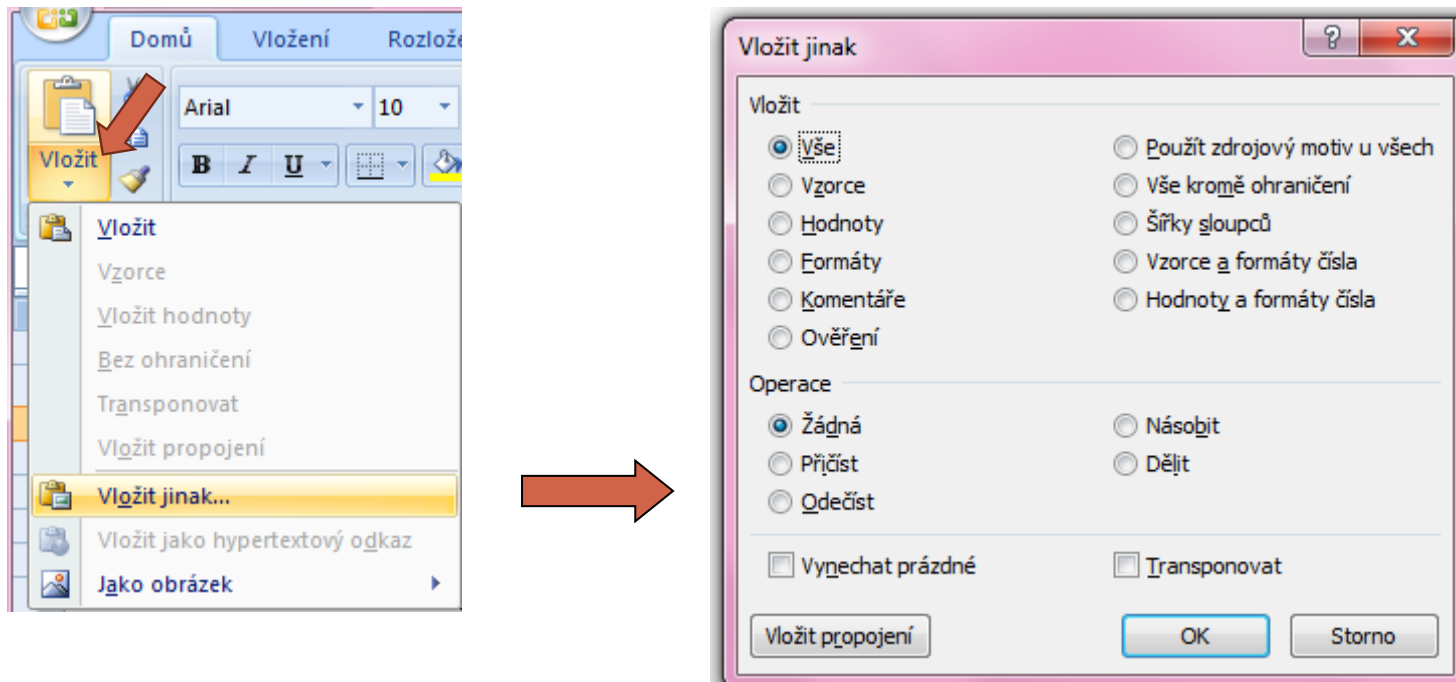 Domů Vložení Rozlože
Arial 10
Vložit
B I U
Vložit
Vzorce
Vložit hodnoty
Bez ohraničení
Transponovat
Vložit propojení
Vložit jinak...
Vložit jako hypertextový odkaz
Jako obrázek
Vložit jinak
?
Vložit
Vše
Použít zdrojový motiv u všech
Vzorce
Vše kromě ohraničení
Hodnoty
Šířky sloupců
Formáty
Vzorce a formáty čísla
Komentáře
Hodnoty a formáty čísla
Ověření
Operace
Žádná
Násobit
Přičíst
Dělit
Odečíst
Vynechat prázdné
Transponovat
Vložit propojení
OK
Storno